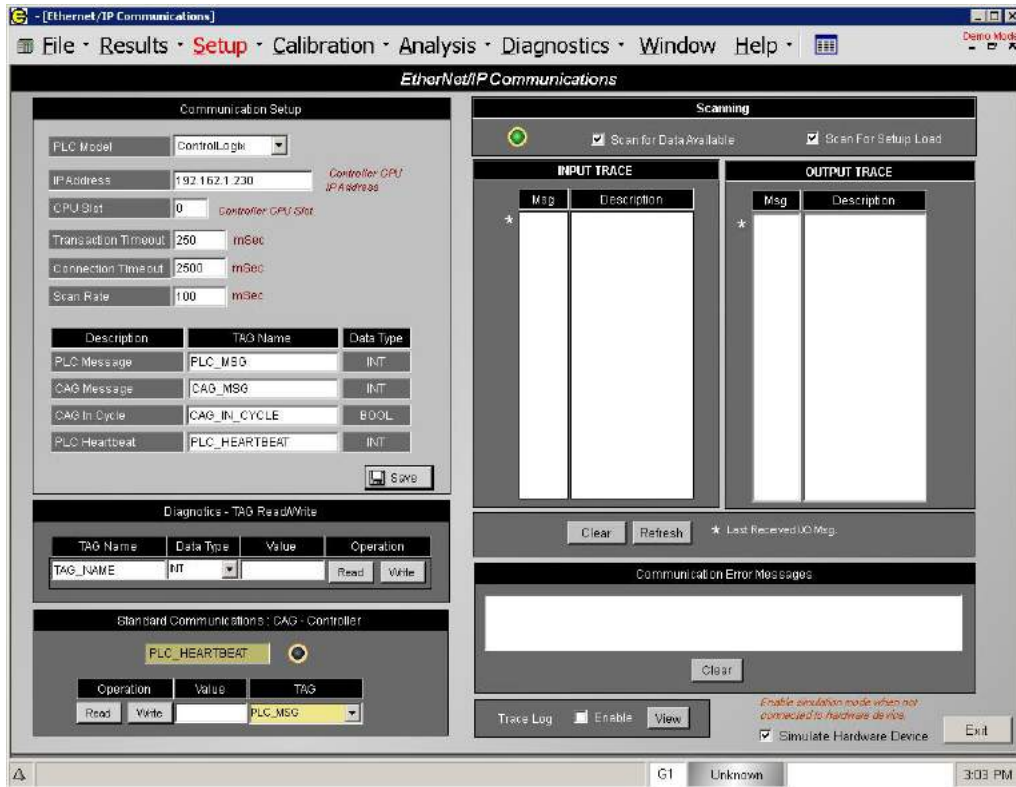 - [Ethernet/IP Communications]
File · Results · Setup · Calibration · Analysis · Diagnostics · Window Help ·
Demo Mode
EtherNet/IP Communications
Communication Setup
PLC Model ControlLogix
IP Address 192.162.1.230 Controller CPU IP Address
CPU Slot 0 Controller CPU Slot
Transaction Timeout 250 mSec
Connection Timeout 2500 mSec
Scan Rate 100 mSec
Description TAG Name Data Type
PLC Message PLC_MSG INT
CAG Message CAG_MSG INT
CAG In Cycle CAG_IN_CYCLE BOOL
PLC Heartbeat PLC_HEARTBEAT INT
Save
Diagnotics - TAG Read/Write
TAG Name Data Type Value Operation
TAG_NAME INT Read Write
Standard Communications : CAG - Controller
PLC_HEARTBEAT
Operation Value TAG
Read Write PLC_MSG
Scanning
Scan for Data Available Scan For Setuip Load
INPUT TRACE OUTPUT TRACE
Msg Description Msg Description
* *
Clear Refresh * Last Received I/O Msg.
Communication Error Messages
Clear
Trace Log Enable View
Enable simulation mode when not
connected to hardware device.
Simulate Hardware Device
Exit
G1 Unknown 3:03 PM